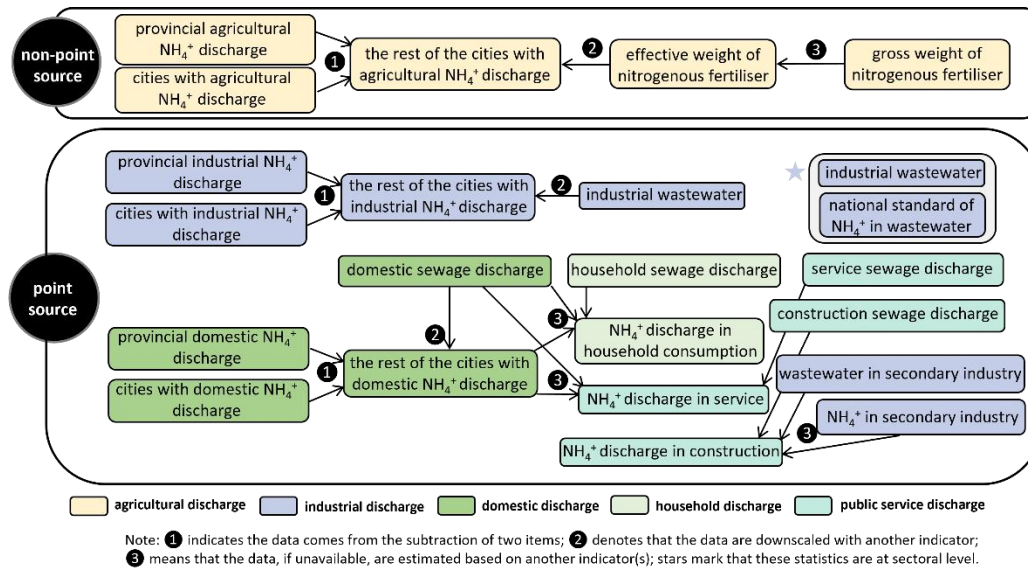 non-point
source
provincial agricultural
NH₄⁺ discharge
cities with agricultural
NH₄⁺ discharge
1
the rest of the cities with
agricultural NH₄⁺ discharge
2
effective weight of
nitrogenous fertiliser
3
gross weight of
nitrogenous fertiliser
point
source
provincial industrial NH₄⁺
discharge
cities with industrial NH₄⁺
discharge
1
the rest of the cities with
industrial NH₄⁺ discharge
2
industrial wastewater
industrial wastewater
national standard of
NH₄⁺ in wastewater
domestic sewage discharge
household sewage discharge
service sewage discharge
construction sewage discharge
2
3
NH₄⁺ discharge in
household consumption
provincial domestic NH₄⁺
discharge
cities with domestic NH₄⁺
discharge
1
the rest of the cities with
domestic NH₄⁺ discharge
3
NH₄⁺ discharge in service
wastewater in secondary industry
NH₄⁺ in secondary industry
3
NH₄⁺ discharge in construction
agricultural discharge
industrial discharge
domestic discharge
household discharge
public service discharge
Note: 1 indicates the data comes from the subtraction of two items; 2 denotes that the data are downscaled with another indicator;
3 means that the data, if unavailable, are estimated based on another indicator(s); stars mark that these statistics are at sectoral level.